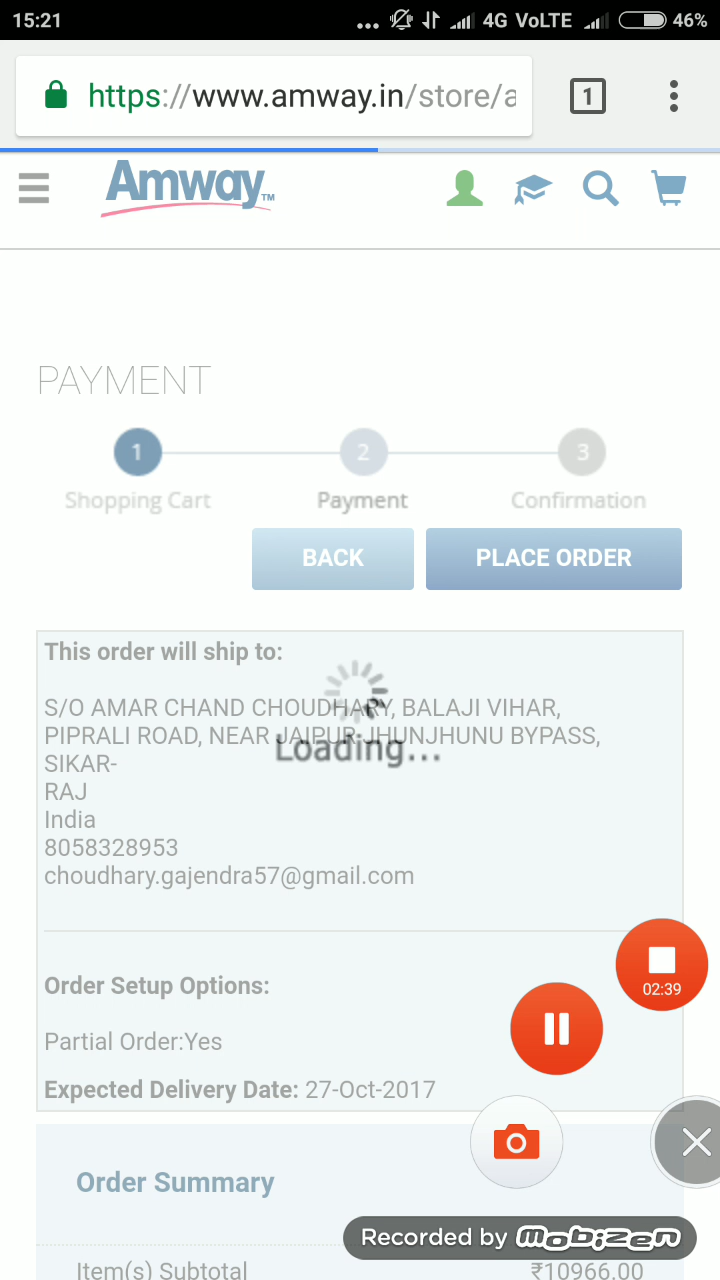 15:21
... 4G VoLTE 46%
https://www.amway.in/store/a
1
Amway™
PAYMENT
1 2 3
Shopping Cart Payment Confirmation
BACK PLACE ORDER
This order will ship to:
S/O AMAR CHAND CHOUDHARY, BALAJI VIHAR,
PIPRALI ROAD, NEAR JAIPUR-JHUNJHUNU BYPASS,
Loading...
SIKAR-
RAJ
India
8058328953
choudhary.gajendra57@gmail.com
02:39
Order Setup Options:
Partial Order:Yes
Expected Delivery Date: 27-Oct-2017
Order Summary
Recorded by mobizen
Item(s) Subtotal ₹10966.00